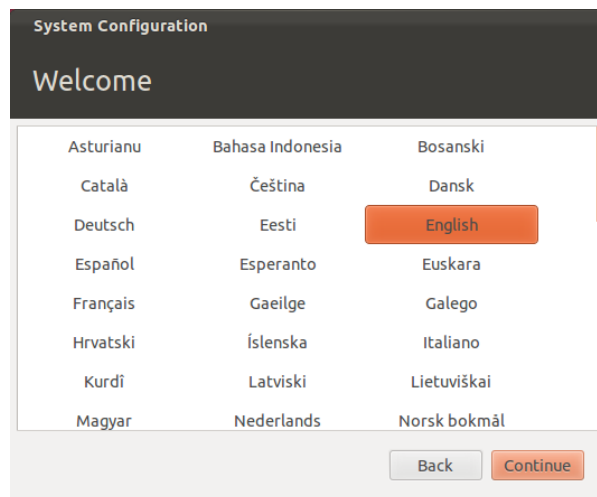 System Configuration
Welcome
Asturianu Bahasa Indonesia Bosanski
Català Čeština Dansk
Deutsch Eesti English
Español Esperanto Euskara
Français Gaeilge Galego
Hrvatski Íslenska Italiano
Kurdî Latviski Lietuviškai
Magyar Nederlands Norsk bokmål
Back Continue